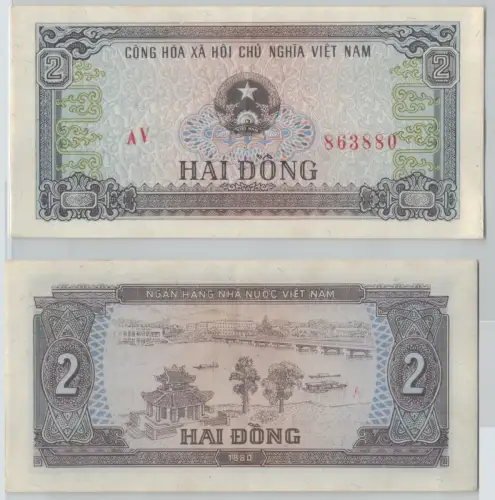 2 CỘNG HÒA XÃ HỘI CHỦ NGHĨA VIỆT NAM 2
AV 863880
HAI ĐỒNG
NGÂN HÀNG NHÀ NƯỚC VIỆT NAM
2 2
HAI ĐỒNG
1980